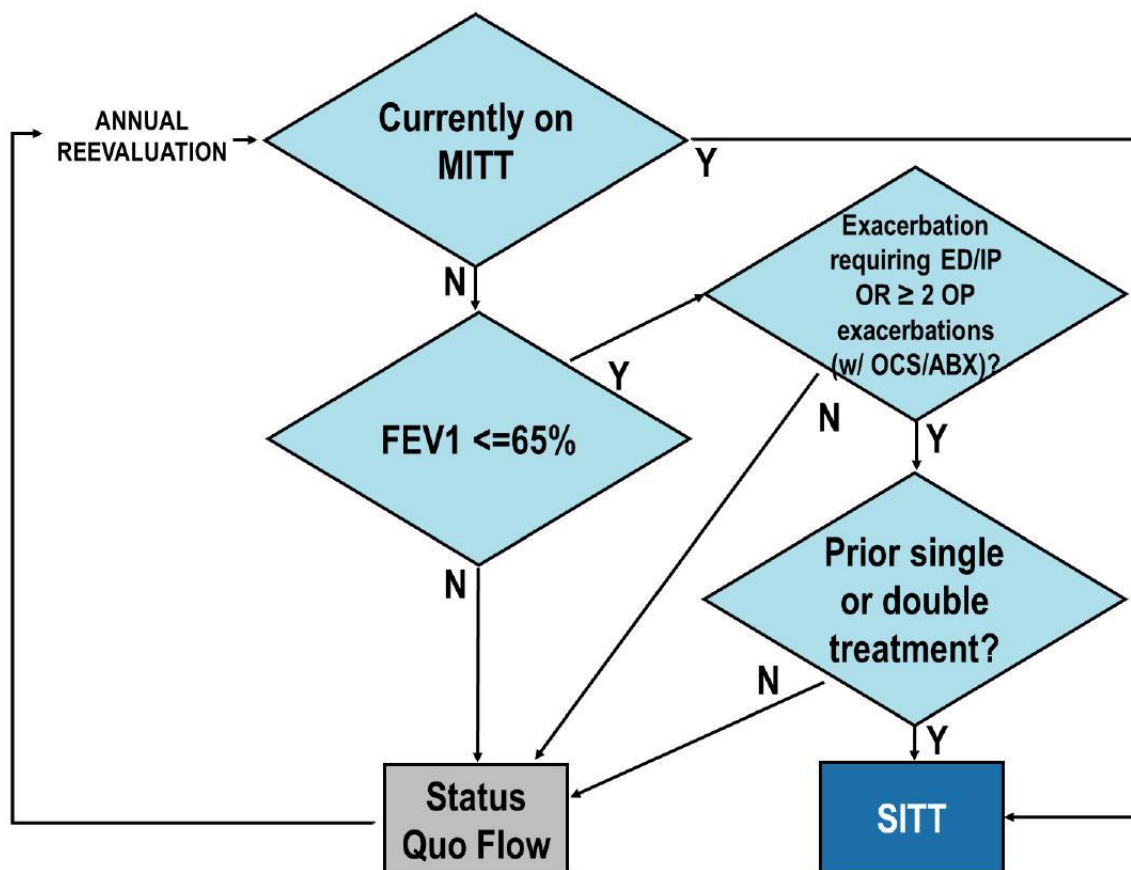 ANNUAL
REEVALUATION
Currently on
MITT
Y
N
Exacerbation
requiring ED/IP
OR ≥ 2 OP
exacerbations
(w/ OCS/ABX)?
Y
N
Y
FEV1 <=65%
N
Prior single
or double
treatment?
N
Y
Status
Quo Flow
SITT